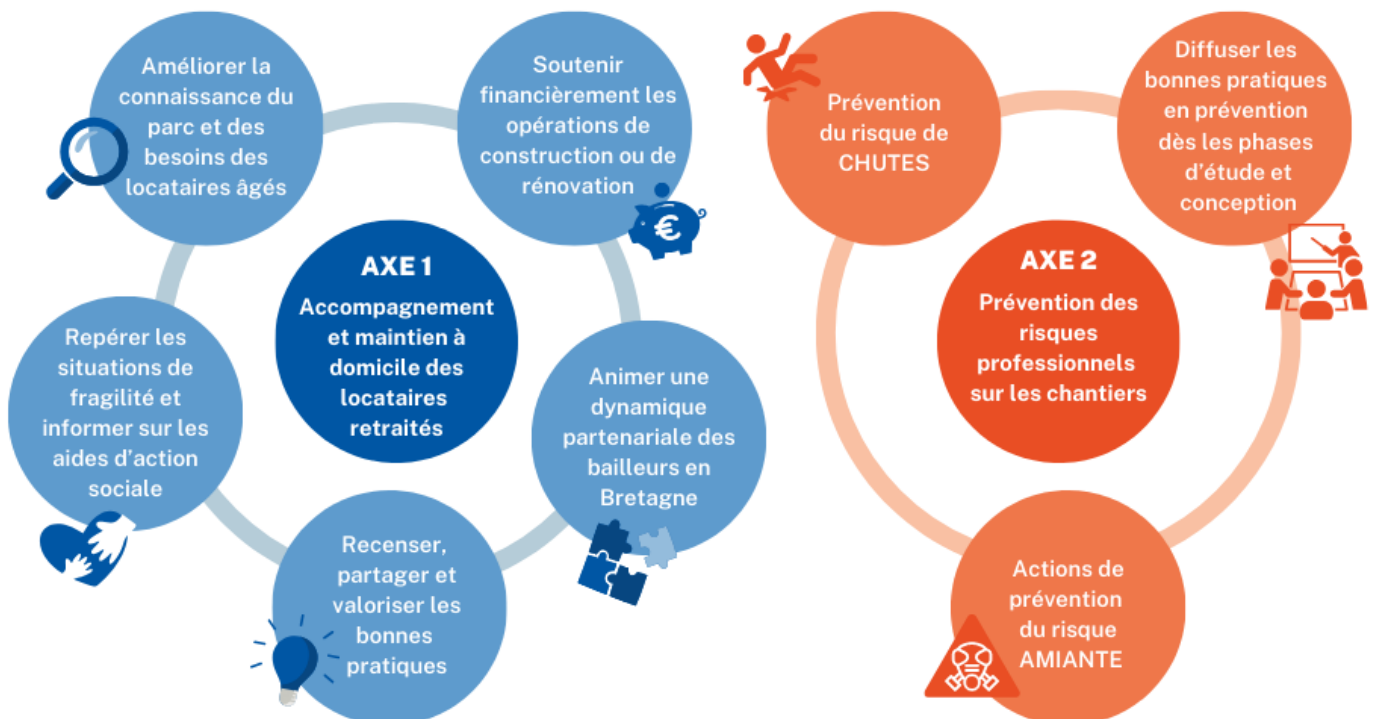 Améliorer la
connaissance du
parc et des
besoins des
locataires âgés
Soutenir
financièrement les
opérations de
construction ou de
rénovation
€
AXE 1
Accompagnement
et maintien à
domicile des
locataires
retraités
Repérer les
situations de
fragilité et
informer sur les
aides d'action
sociale
Animer une
dynamique
partenariale des
bailleurs en
Bretagne
Recenser,
partager et
valoriser les
bonnes
pratiques
Prévention
du risque de
CHUTES
Diffuser les
bonnes pratiques
en prévention
dès les phases
d'étude et
conception
AXE 2
Prévention des
risques
professionnels
sur les chantiers
Actions de
prévention
du risque
AMIANTE